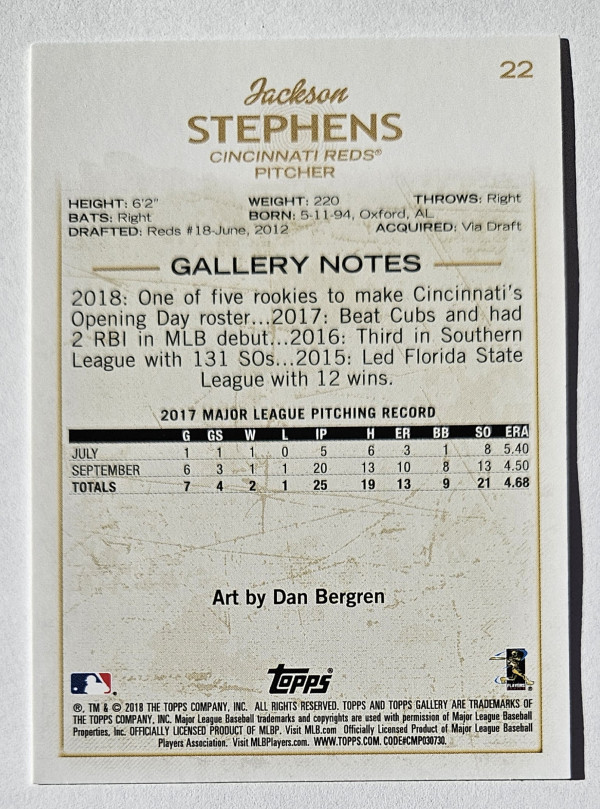 22
Jackson
STEPHENS
CINCINNATI REDS®
PITCHER
HEIGHT: 6'2" WEIGHT: 220 THROWS: Right
BATS: Right BORN: 5-11-94, Oxford, AL
DRAFTED: Reds #18-June, 2012 ACQUIRED: Via Draft
GALLERY NOTES
2018: One of five rookies to make Cincinnati's
Opening Day roster...2017: Beat Cubs and had
2 RBI in MLB debut...2016: Third in Southern
League with 131 SOs...2015: Led Florida State
League with 12 wins.
2017 MAJOR LEAGUE PITCHING RECORD
G GS W L IP H ER BB SO ERA
JULY 1 1 1 0 5 6 3 1 8 5.40
SEPTEMBER 6 3 1 1 20 13 10 8 13 4.50
TOTALS 7 4 2 1 25 19 13 9 21 4.68
Art by Dan Bergren
topps®
PLAYERS
®, TM & © 2018 THE TOPPS COMPANY, INC. ALL RIGHTS RESERVED. TOPPS AND TOPPS GALLERY ARE TRADEMARKS OF
THE TOPPS COMPANY, INC. Major League Baseball trademarks and copyrights are used with permission of Major League Baseball
Properties, Inc. OFFICIALLY LICENSED PRODUCT OF MLBP. Visit MLB.com Officially Licensed Product of Major League Baseball
Players Association. Visit MLBPlayers.com. WWW.TOPPS.COM. CODE#CMP030730.